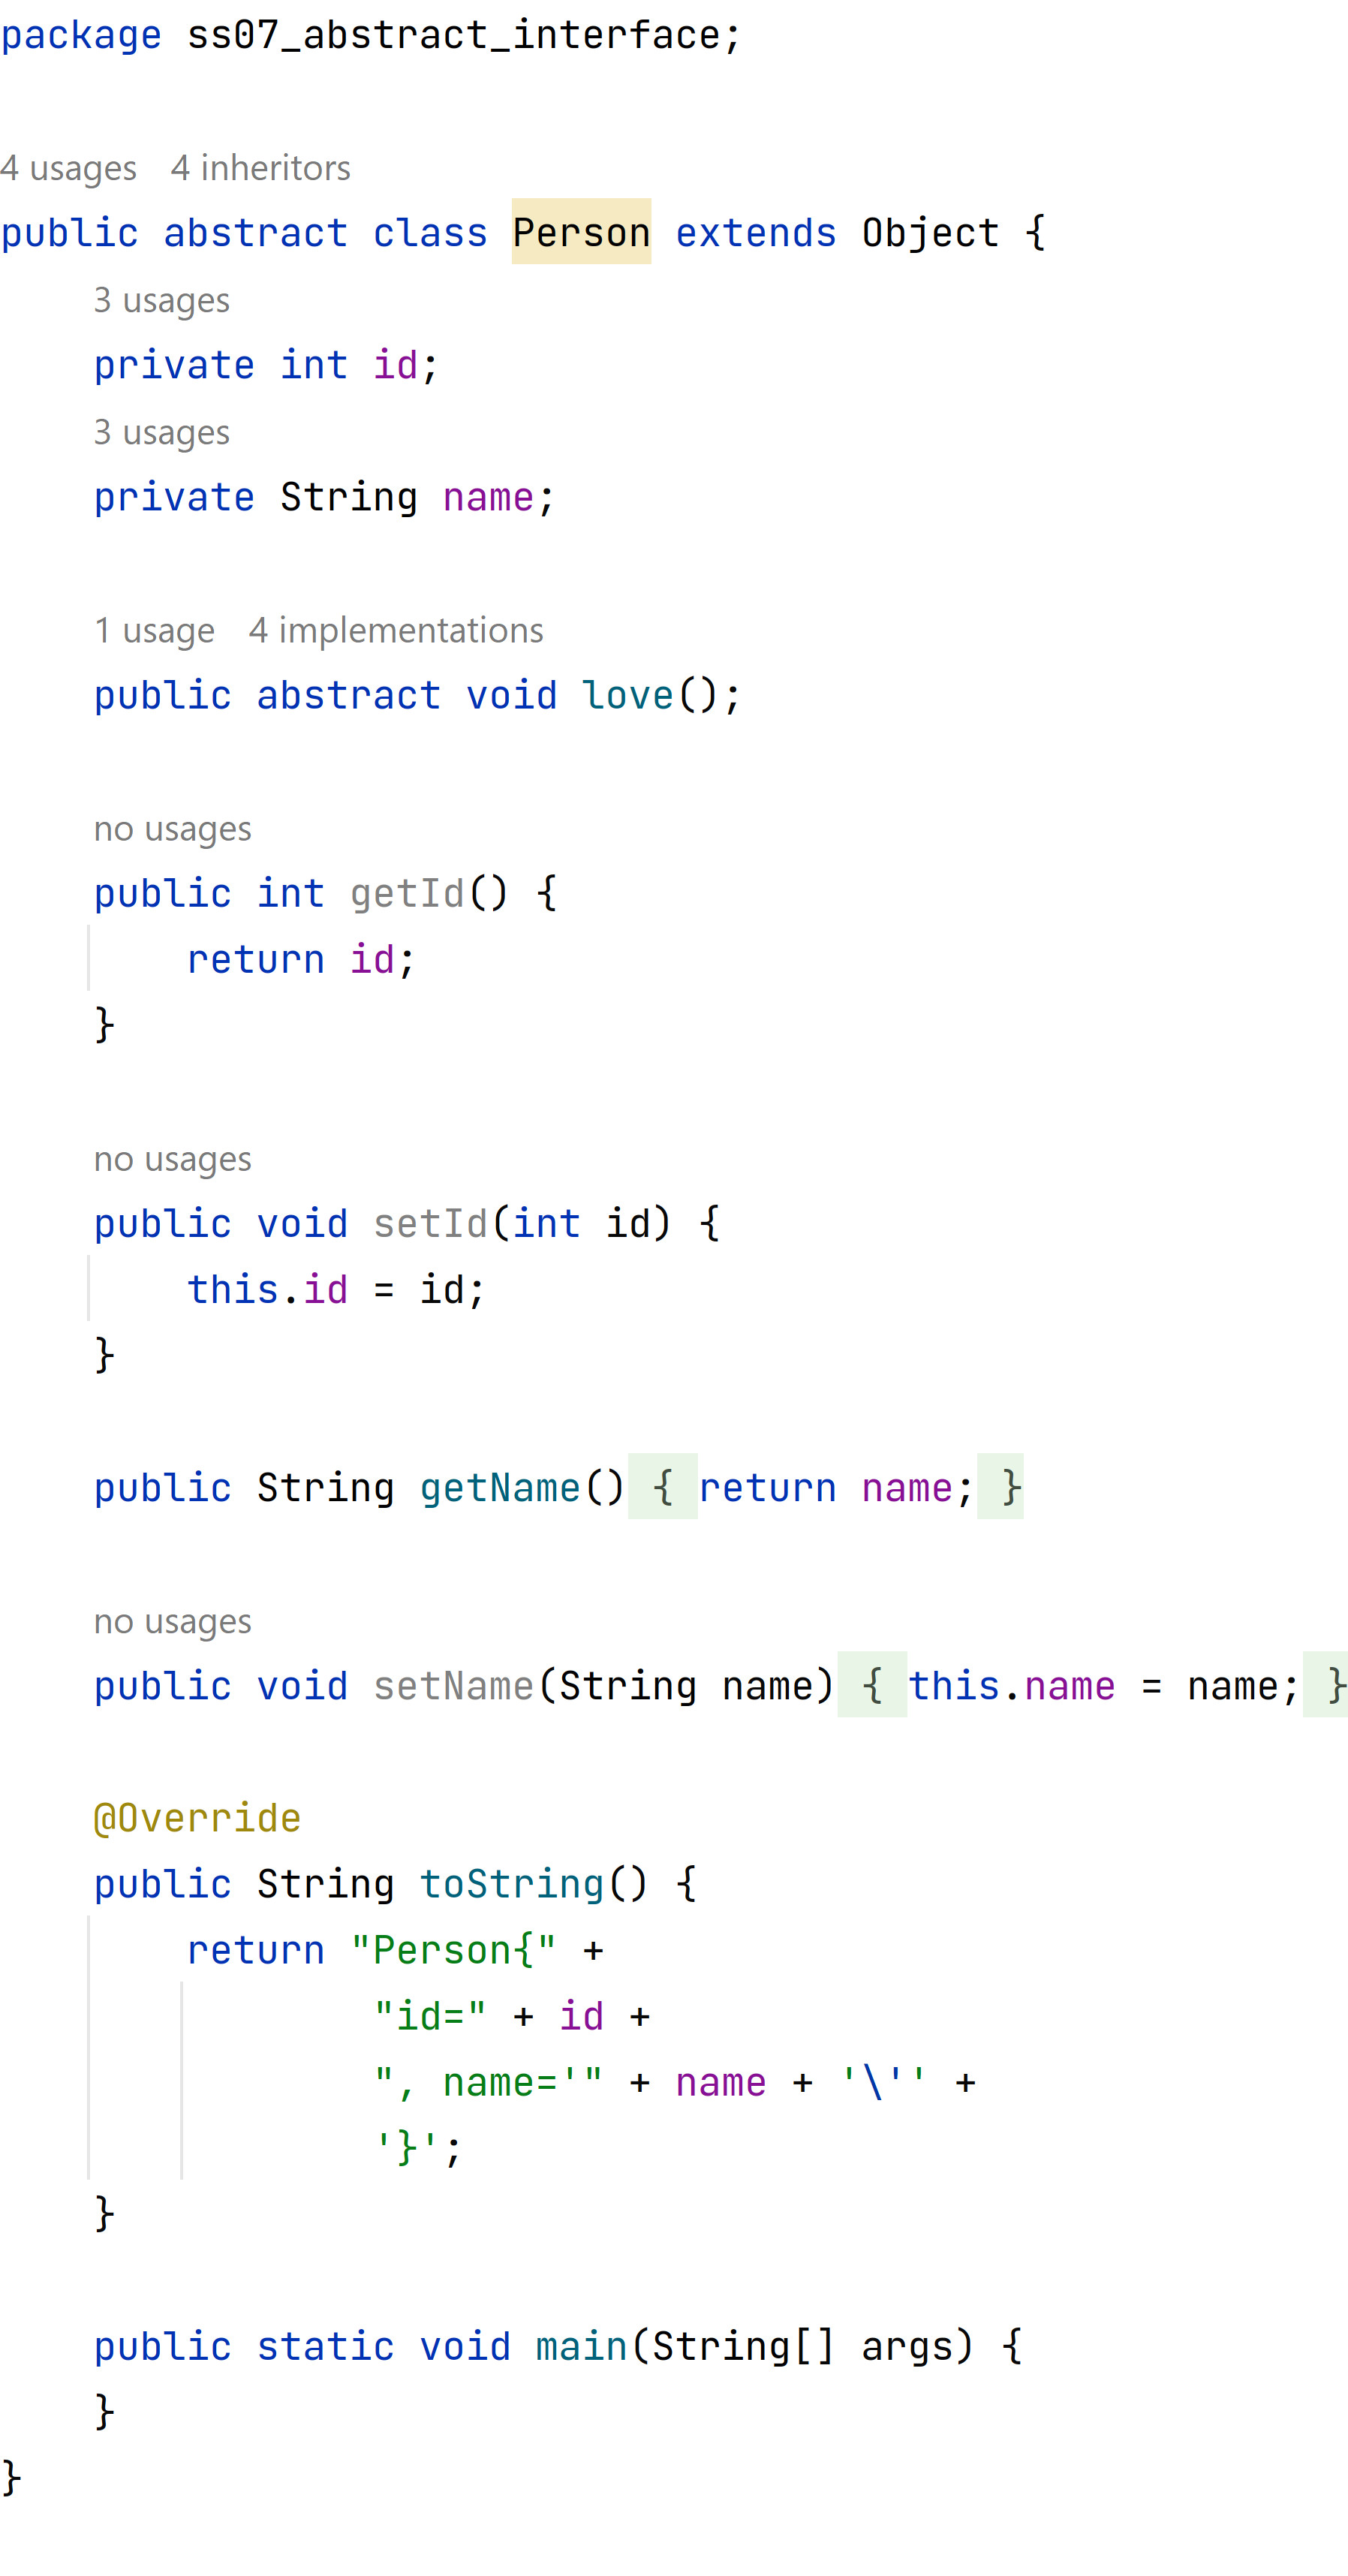 package ss07_abstract_interface;
4 usages   4 inheritors
public abstract class Person extends Object {
    3 usages
    private int id;
    3 usages
    private String name;
    1 usage   4 implementations
    public abstract void love();
    no usages
    public int getId() {
        return id;
    }
    no usages
    public void setId(int id) {
        this.id = id;
    }
    public String getName() { return name; }
    no usages
    public void setName(String name) { this.name = name; }
    @Override
    public String toString() {
        return "Person{" +
                "id=" + id +
                ", name='" + name + '\'' +
                '}';
    }
    public static void main(String[] args) {
    }
}